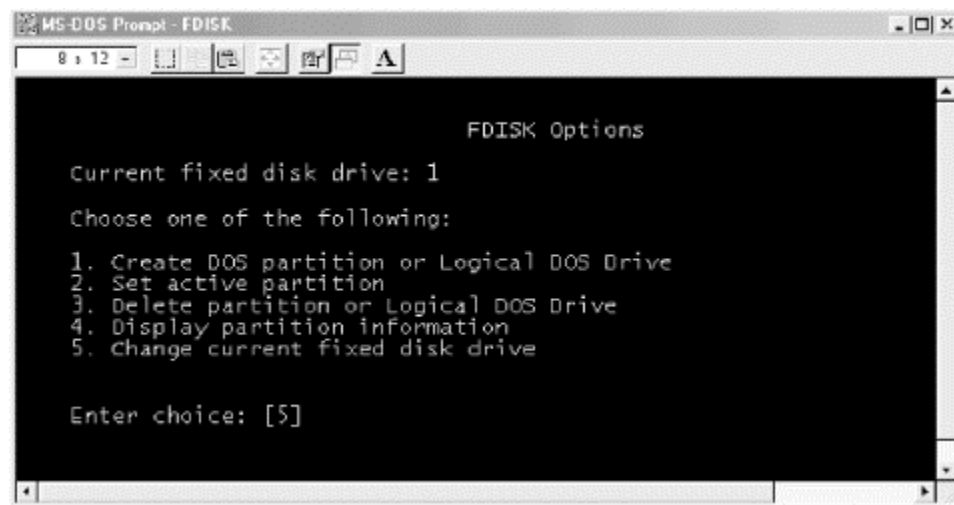 MS-DOS Prompt - FDISK
8 x 12
A
FDISK Options
Current fixed disk drive: 1
Choose one of the following:
1. Create DOS partition or Logical DOS Drive
2. Set active partition
3. Delete partition or Logical DOS Drive
4. Display partition information
5. Change current fixed disk drive
Enter choice: [5]